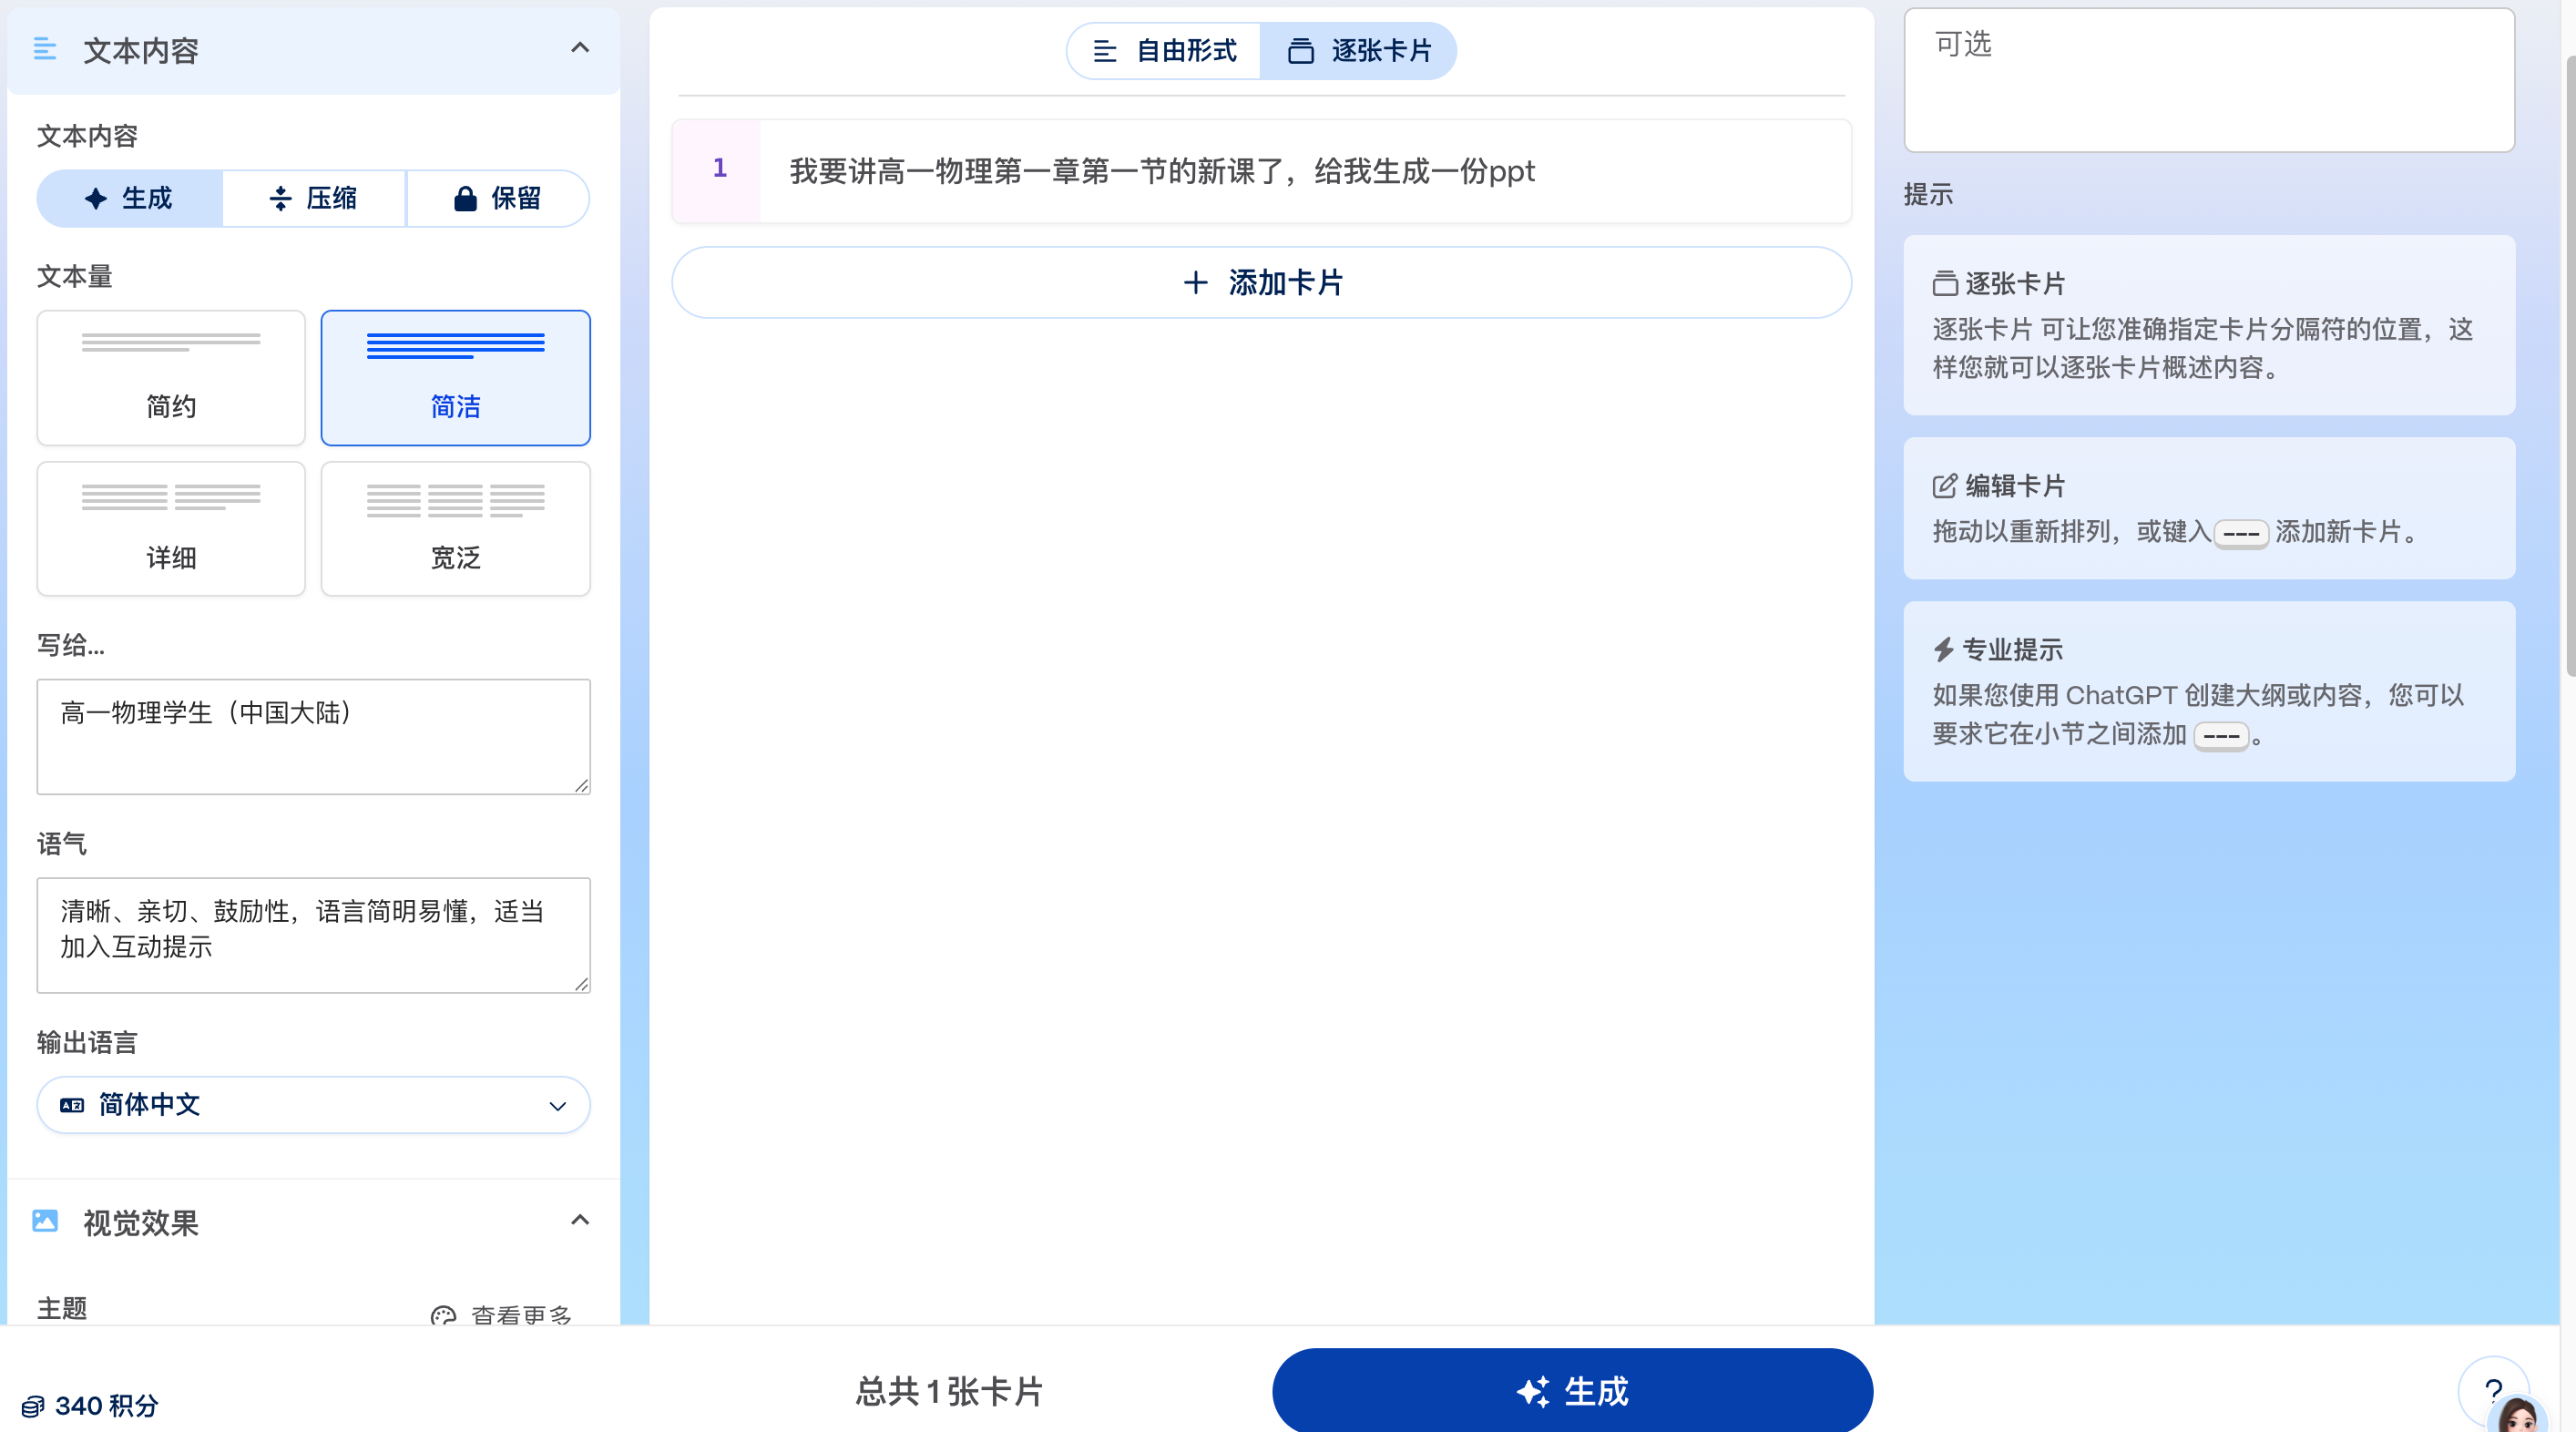 文本内容
文本内容
生成
压缩
保留
文本量
简约
简洁
详细
宽泛
写给...
高一物理学生（中国大陆）
语气
清晰、亲切、鼓励性，语言简明易懂，适当
加入互动提示
输出语言
简体中文
视觉效果
主题
查看更多
自由形式
逐张卡片
1
我要讲高一物理第一章第一节的新课了，给我生成一份ppt
添加卡片
可选
提示
逐张卡片
逐张卡片 可让您准确指定卡片分隔符的位置，这
样您就可以逐张卡片概述内容。
编辑卡片
拖动以重新排列，或键入 --- 添加新卡片。
专业提示
如果您使用 ChatGPT 创建大纲或内容，您可以
要求它在小节之间添加 --- 。
340 积分
总共 1 张卡片
生成
?